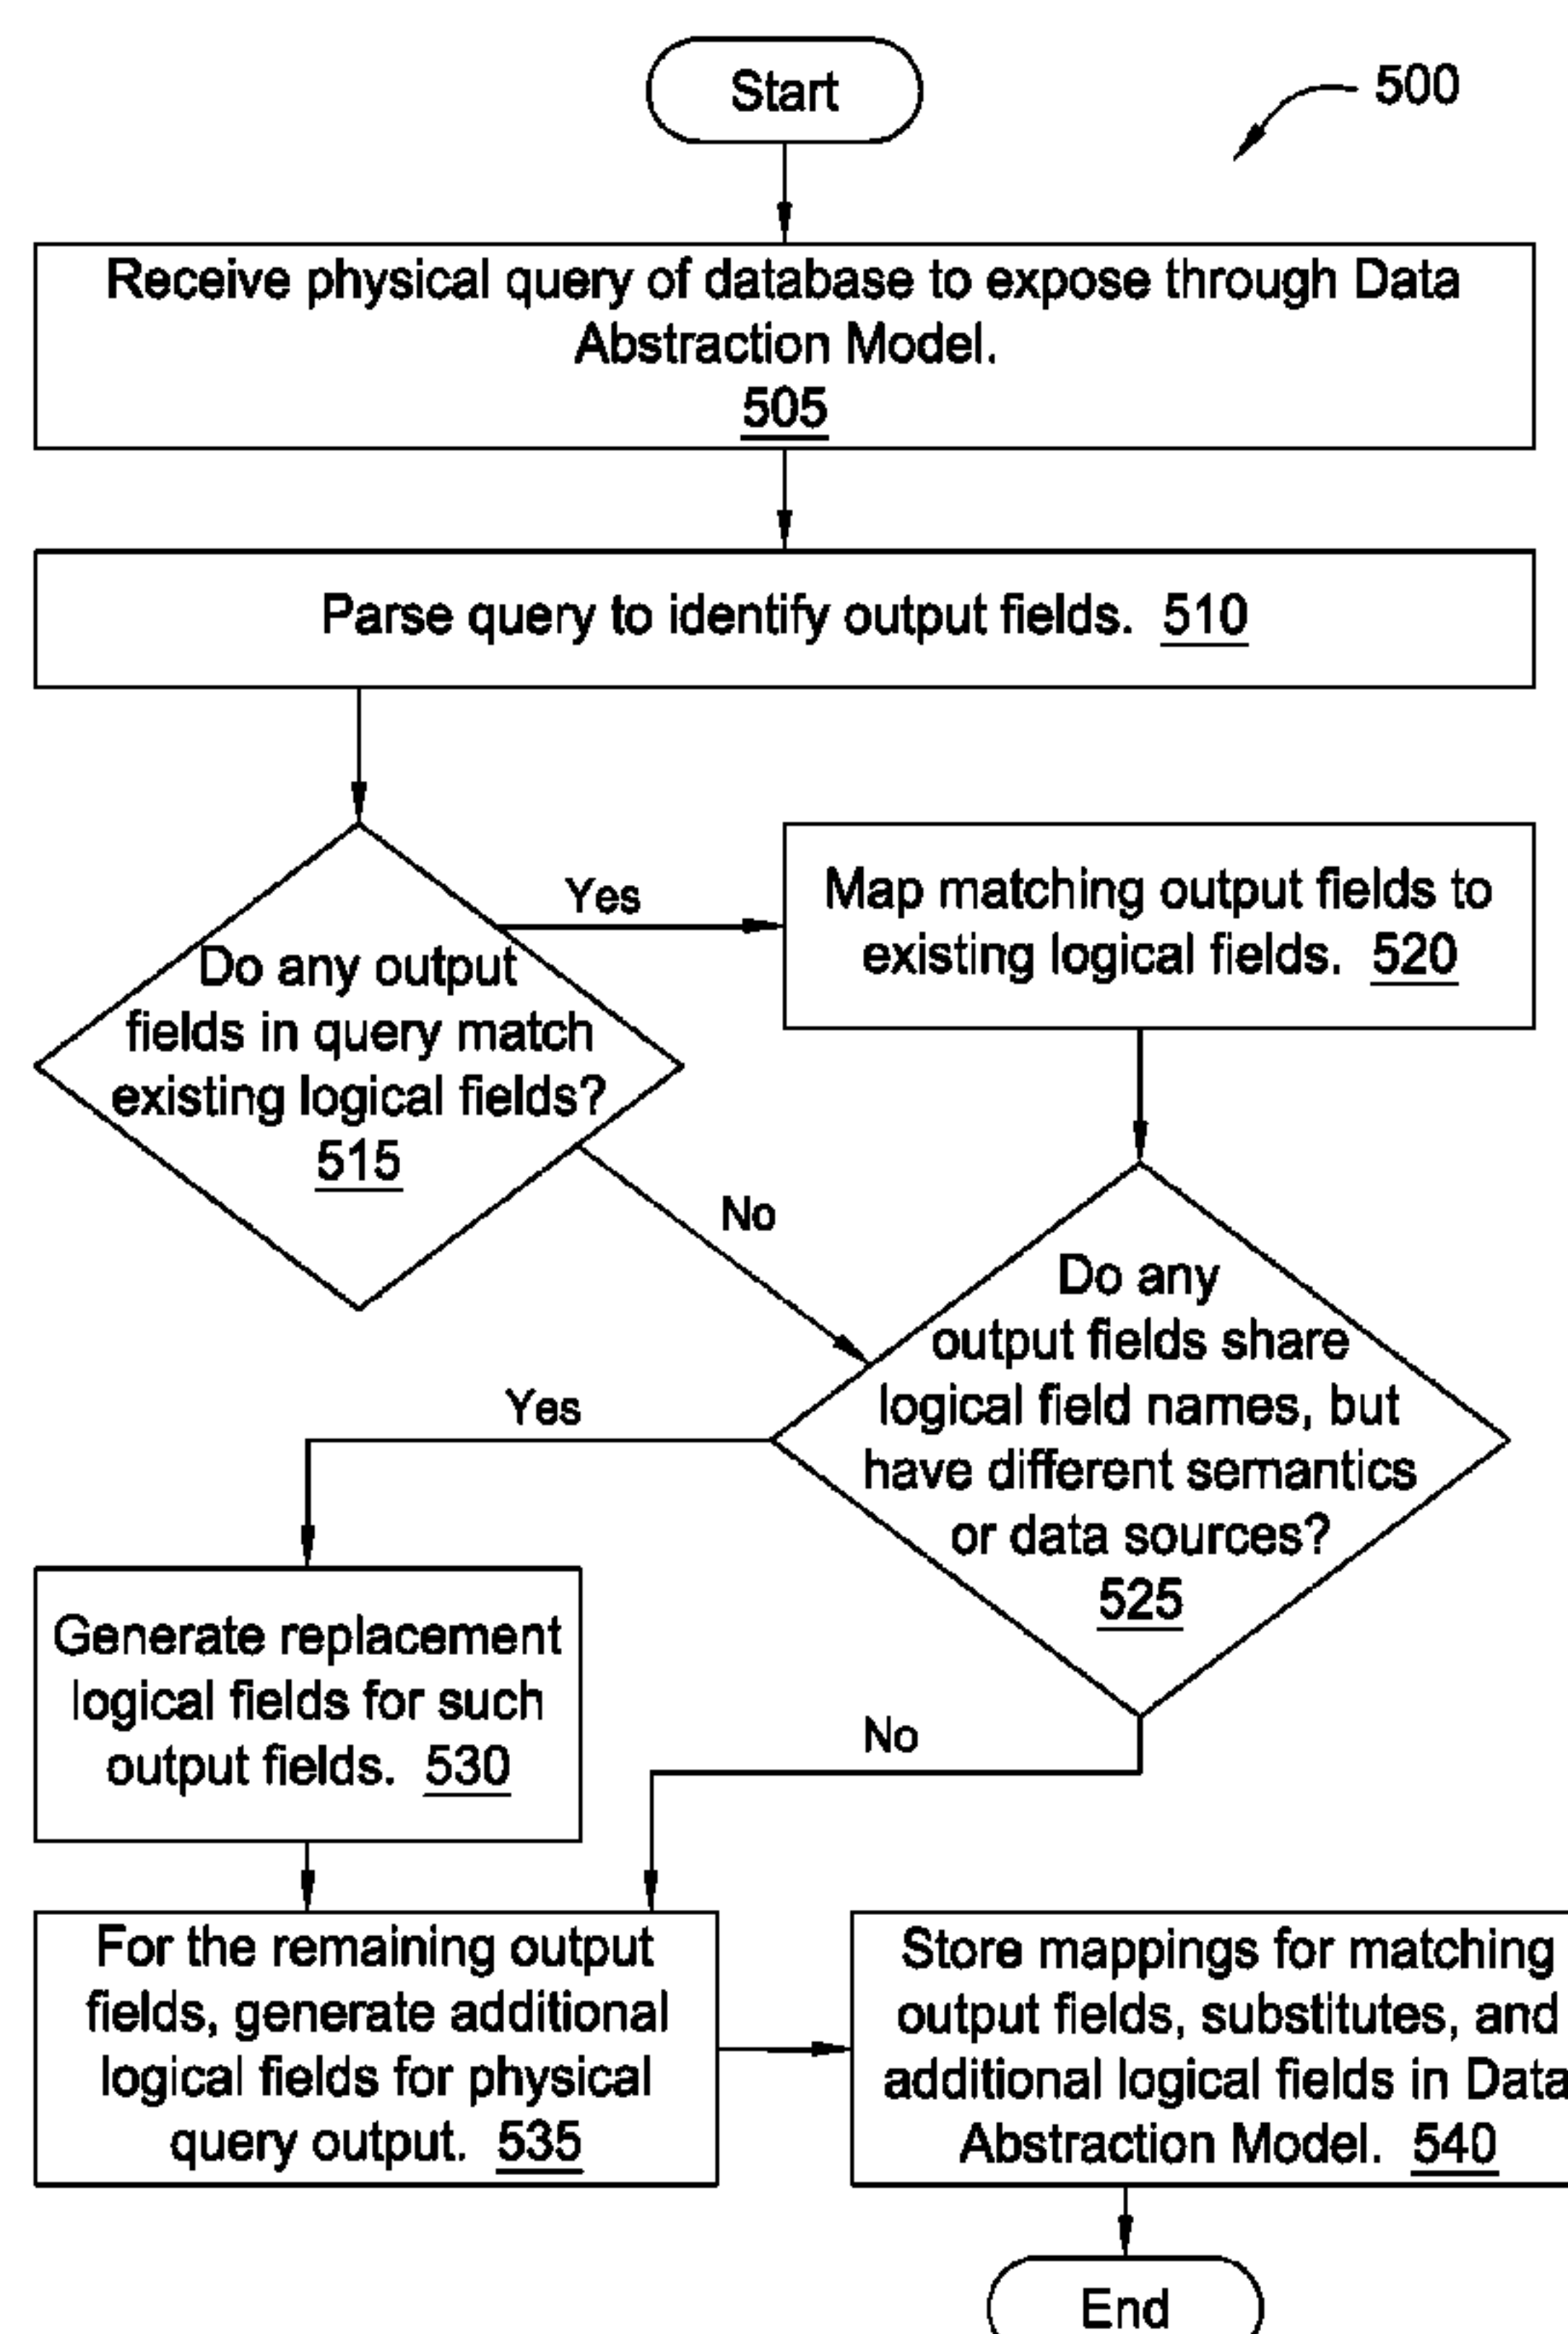 Start
500
Receive physical query of database to expose through Data
Abstraction Model.
505
Parse query to identify output fields. 510
Do any output
fields in query match
existing logical fields?
515
Yes
Map matching output fields to
existing logical fields. 520
No
Do any
output fields share
logical field names, but
have different semantics
or data sources?
525
Yes
Generate replacement
logical fields for such
output fields. 530
No
For the remaining output
fields, generate additional
logical fields for physical
query output. 535
Store mappings for matching
output fields, substitutes, and
additional logical fields in Data
Abstraction Model. 540
End